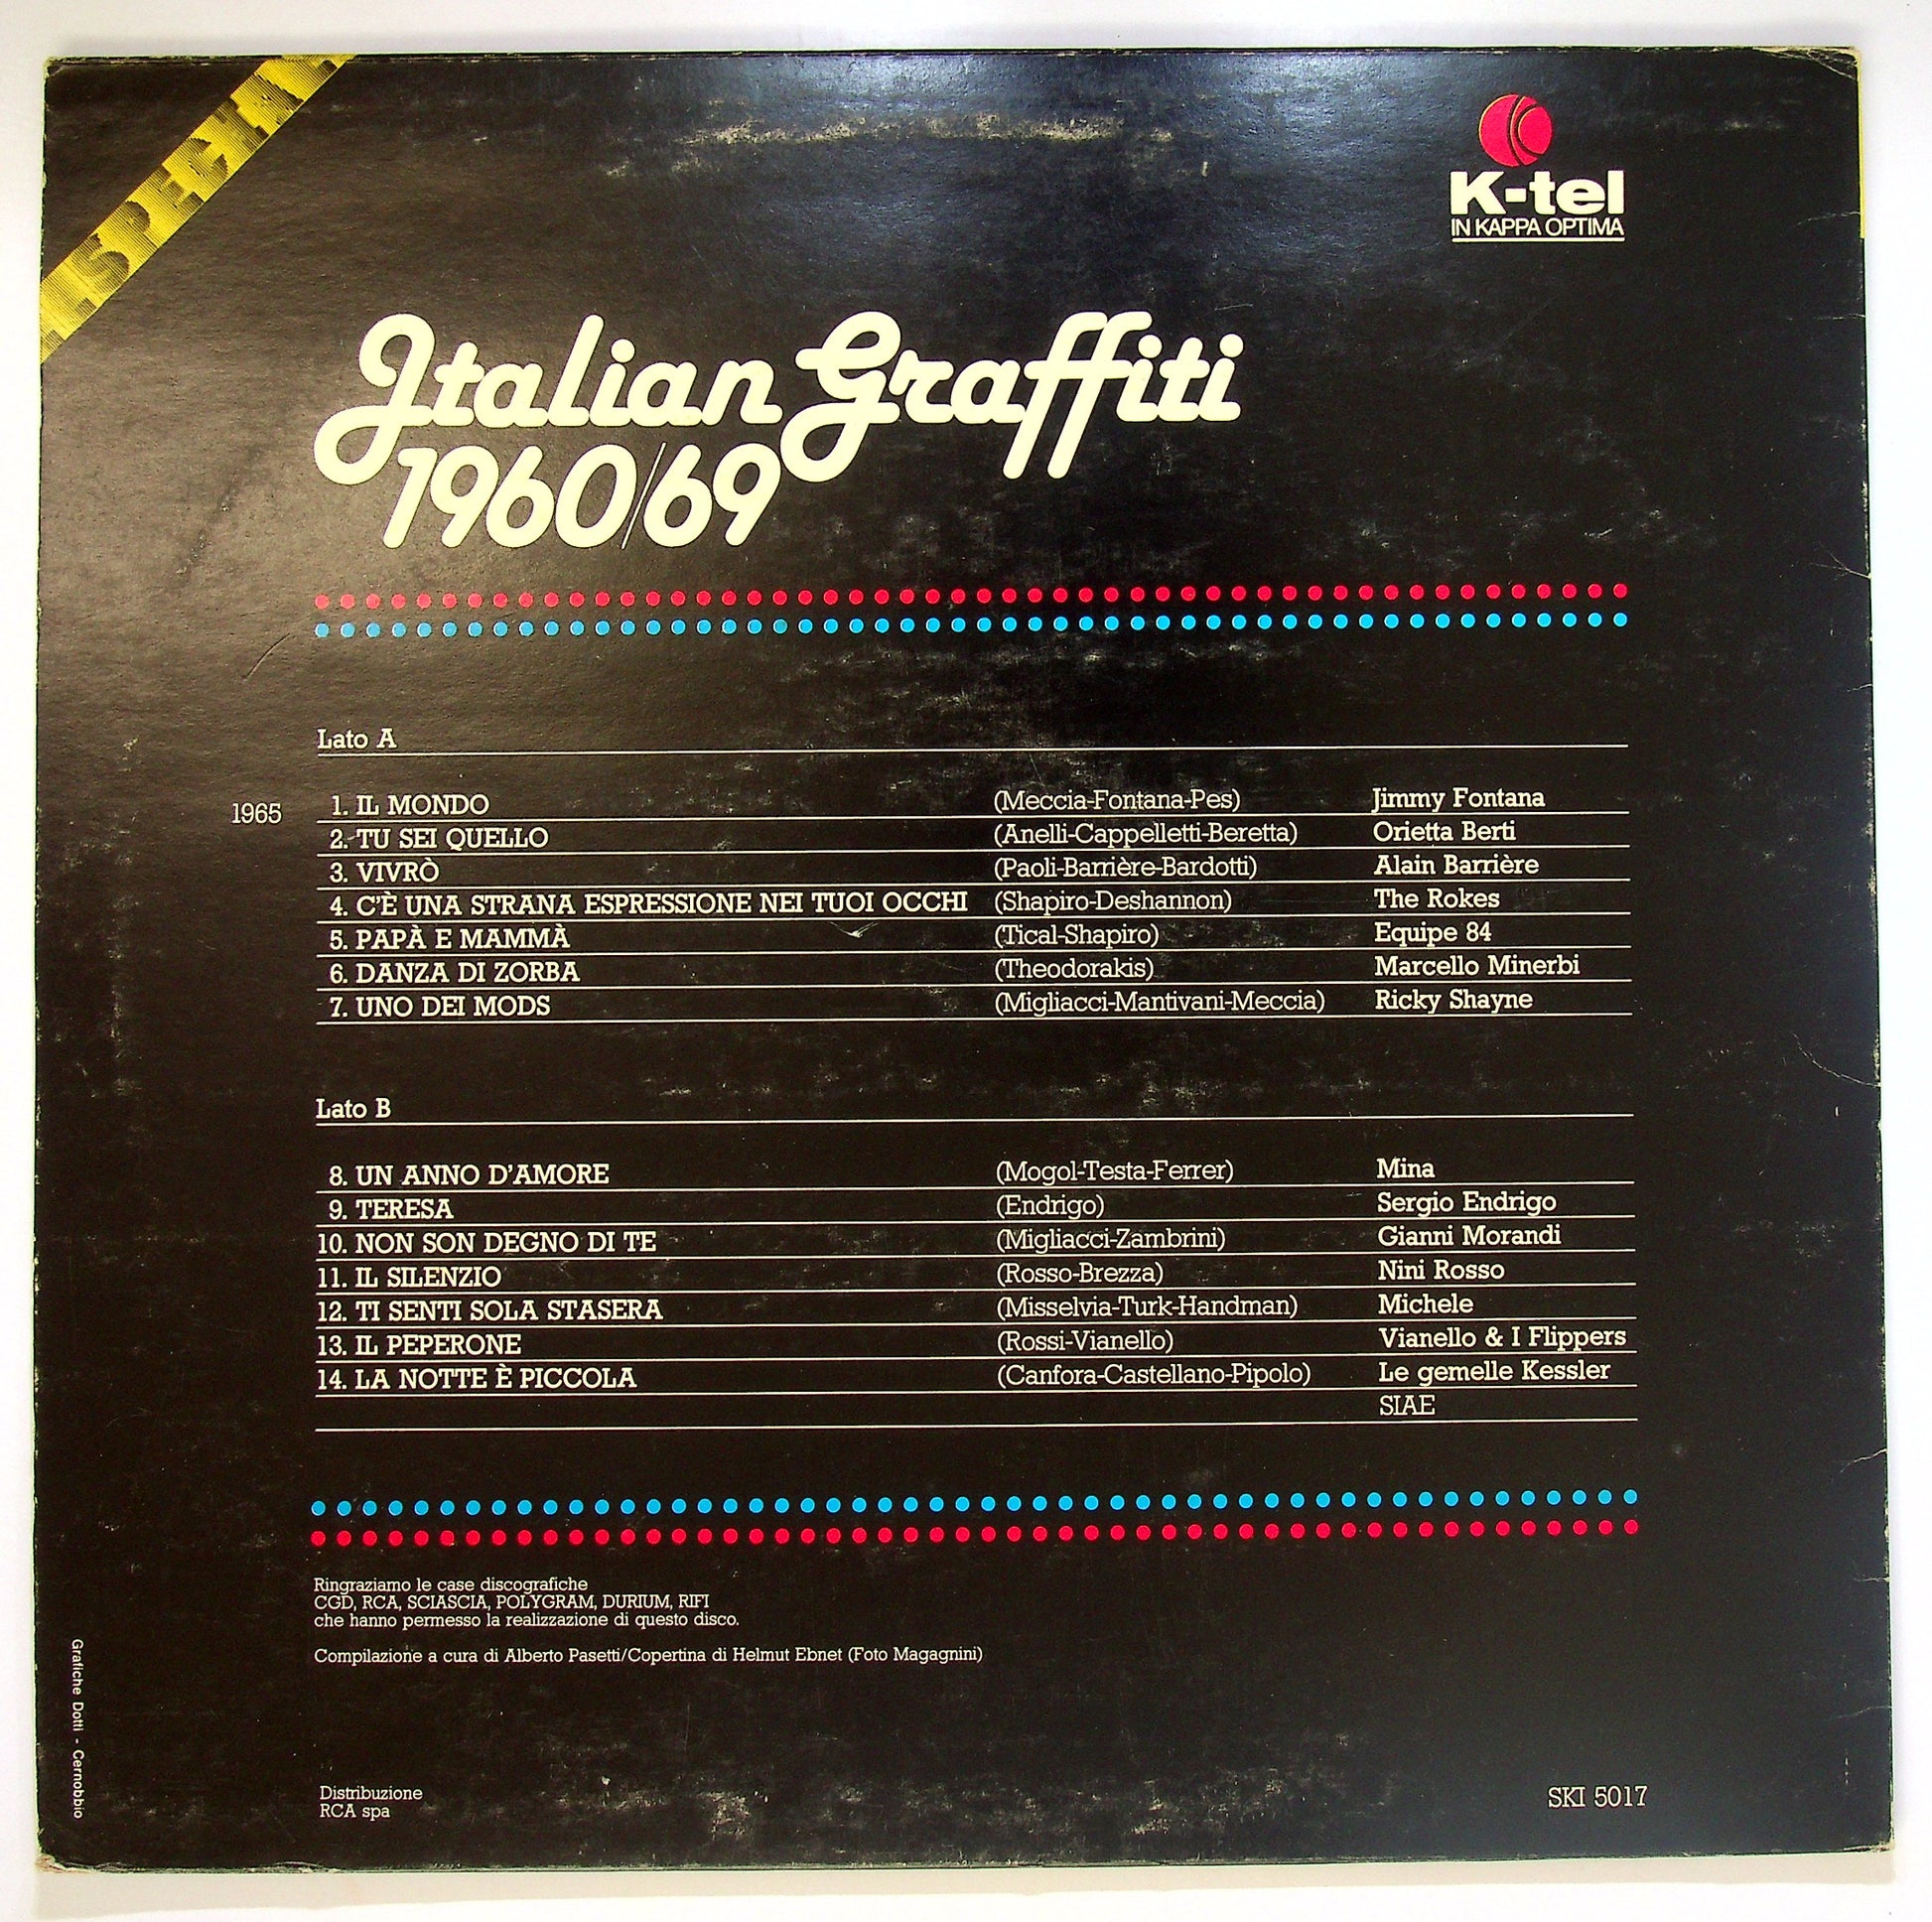 SPECIAL
K-tel
IN KAPPA OPTIMA
Italian Graffiti
1960/69
Lato A
1965 1. IL MONDO (Meccia-Fontana-Pes) Jimmy Fontana
2. TU SEI QUELLO (Anelli-Cappelletti-Beretta) Orietta Berti
3. VIVRÒ (Paoli-Barrière-Bardotti) Alain Barrière
4. C'È UNA STRANA ESPRESSIONE NEI TUOI OCCHI (Shapiro-Deshannon) The Rokes
5. PAPÀ E MAMMÀ (Tical-Shapiro) Equipe 84
6. DANZA DI ZORBA (Theodorakis) Marcello Minerbi
7. UNO DEI MODS (Migliacci-Mantivani-Meccia) Ricky Shayne
Lato B
8. UN ANNO D'AMORE (Mogol-Testa-Ferrer) Mina
9. TERESA (Endrigo) Sergio Endrigo
10. NON SON DEGNO DI TE (Migliacci-Zambrini) Gianni Morandi
11. IL SILENZIO (Rosso-Brezza) Nini Rosso
12. TI SENTI SOLA STASERA (Misselvia-Turk-Handman) Michele
13. IL PEPERONE (Rossi-Vianello) Vianello & I Flippers
14. LA NOTTE È PICCOLA (Canfora-Castellano-Pipolo) Le gemelle Kessler
SIAE
Ringraziamo le case discografiche
CGD, RCA, SCIASCIA, POLYGRAM, DURIUM, RIFI
che hanno permesso la realizzazione di questo disco.
Compilazione a cura di Alberto Pasetti/Copertina di Helmut Ebnet (Foto Magagnini)
Grafiche Dotti - Cernobbio
Distribuzione
RCA spa
SKI 5017